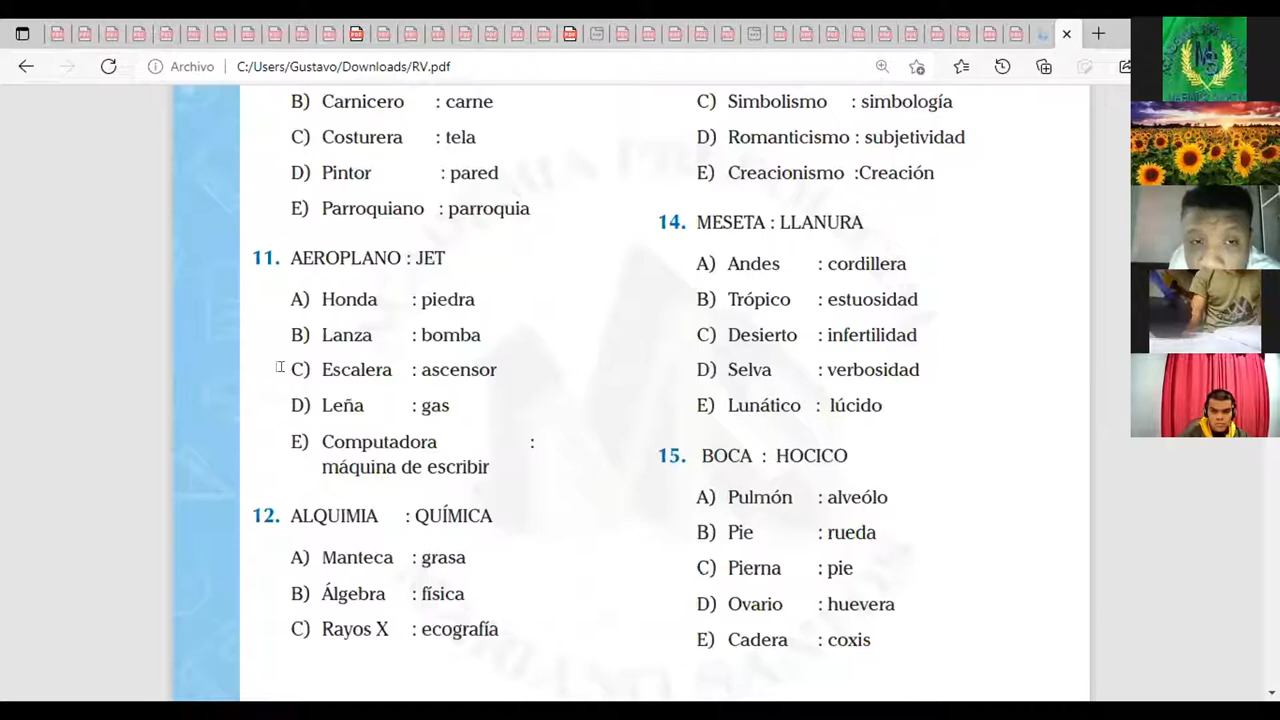 Archivo C:/Users/Gustavo/Downloads/RV.pdf
B) Carnicero : carne
C) Costurera : tela
D) Pintor : pared
E) Parroquiano : parroquia
11. AEROPLANO : JET
A) Honda : piedra
B) Lanza : bomba
C) Escalera : ascensor
D) Leña : gas
E) Computadora :
máquina de escribir
12. ALQUIMIA : QUÍMICA
A) Manteca : grasa
B) Álgebra : física
C) Rayos X : ecografía
C) Simbolismo : simbología
D) Romanticismo : subjetividad
E) Creacionismo :Creación
14. MESETA : LLANURA
A) Andes : cordillera
B) Trópico : estuosidad
C) Desierto : infertilidad
D) Selva : verbosidad
E) Lunático : lúcido
15. BOCA : HOCICO
A) Pulmón : alveólo
B) Pie : rueda
C) Pierna : pie
D) Ovario : huevera
E) Cadera : coxis